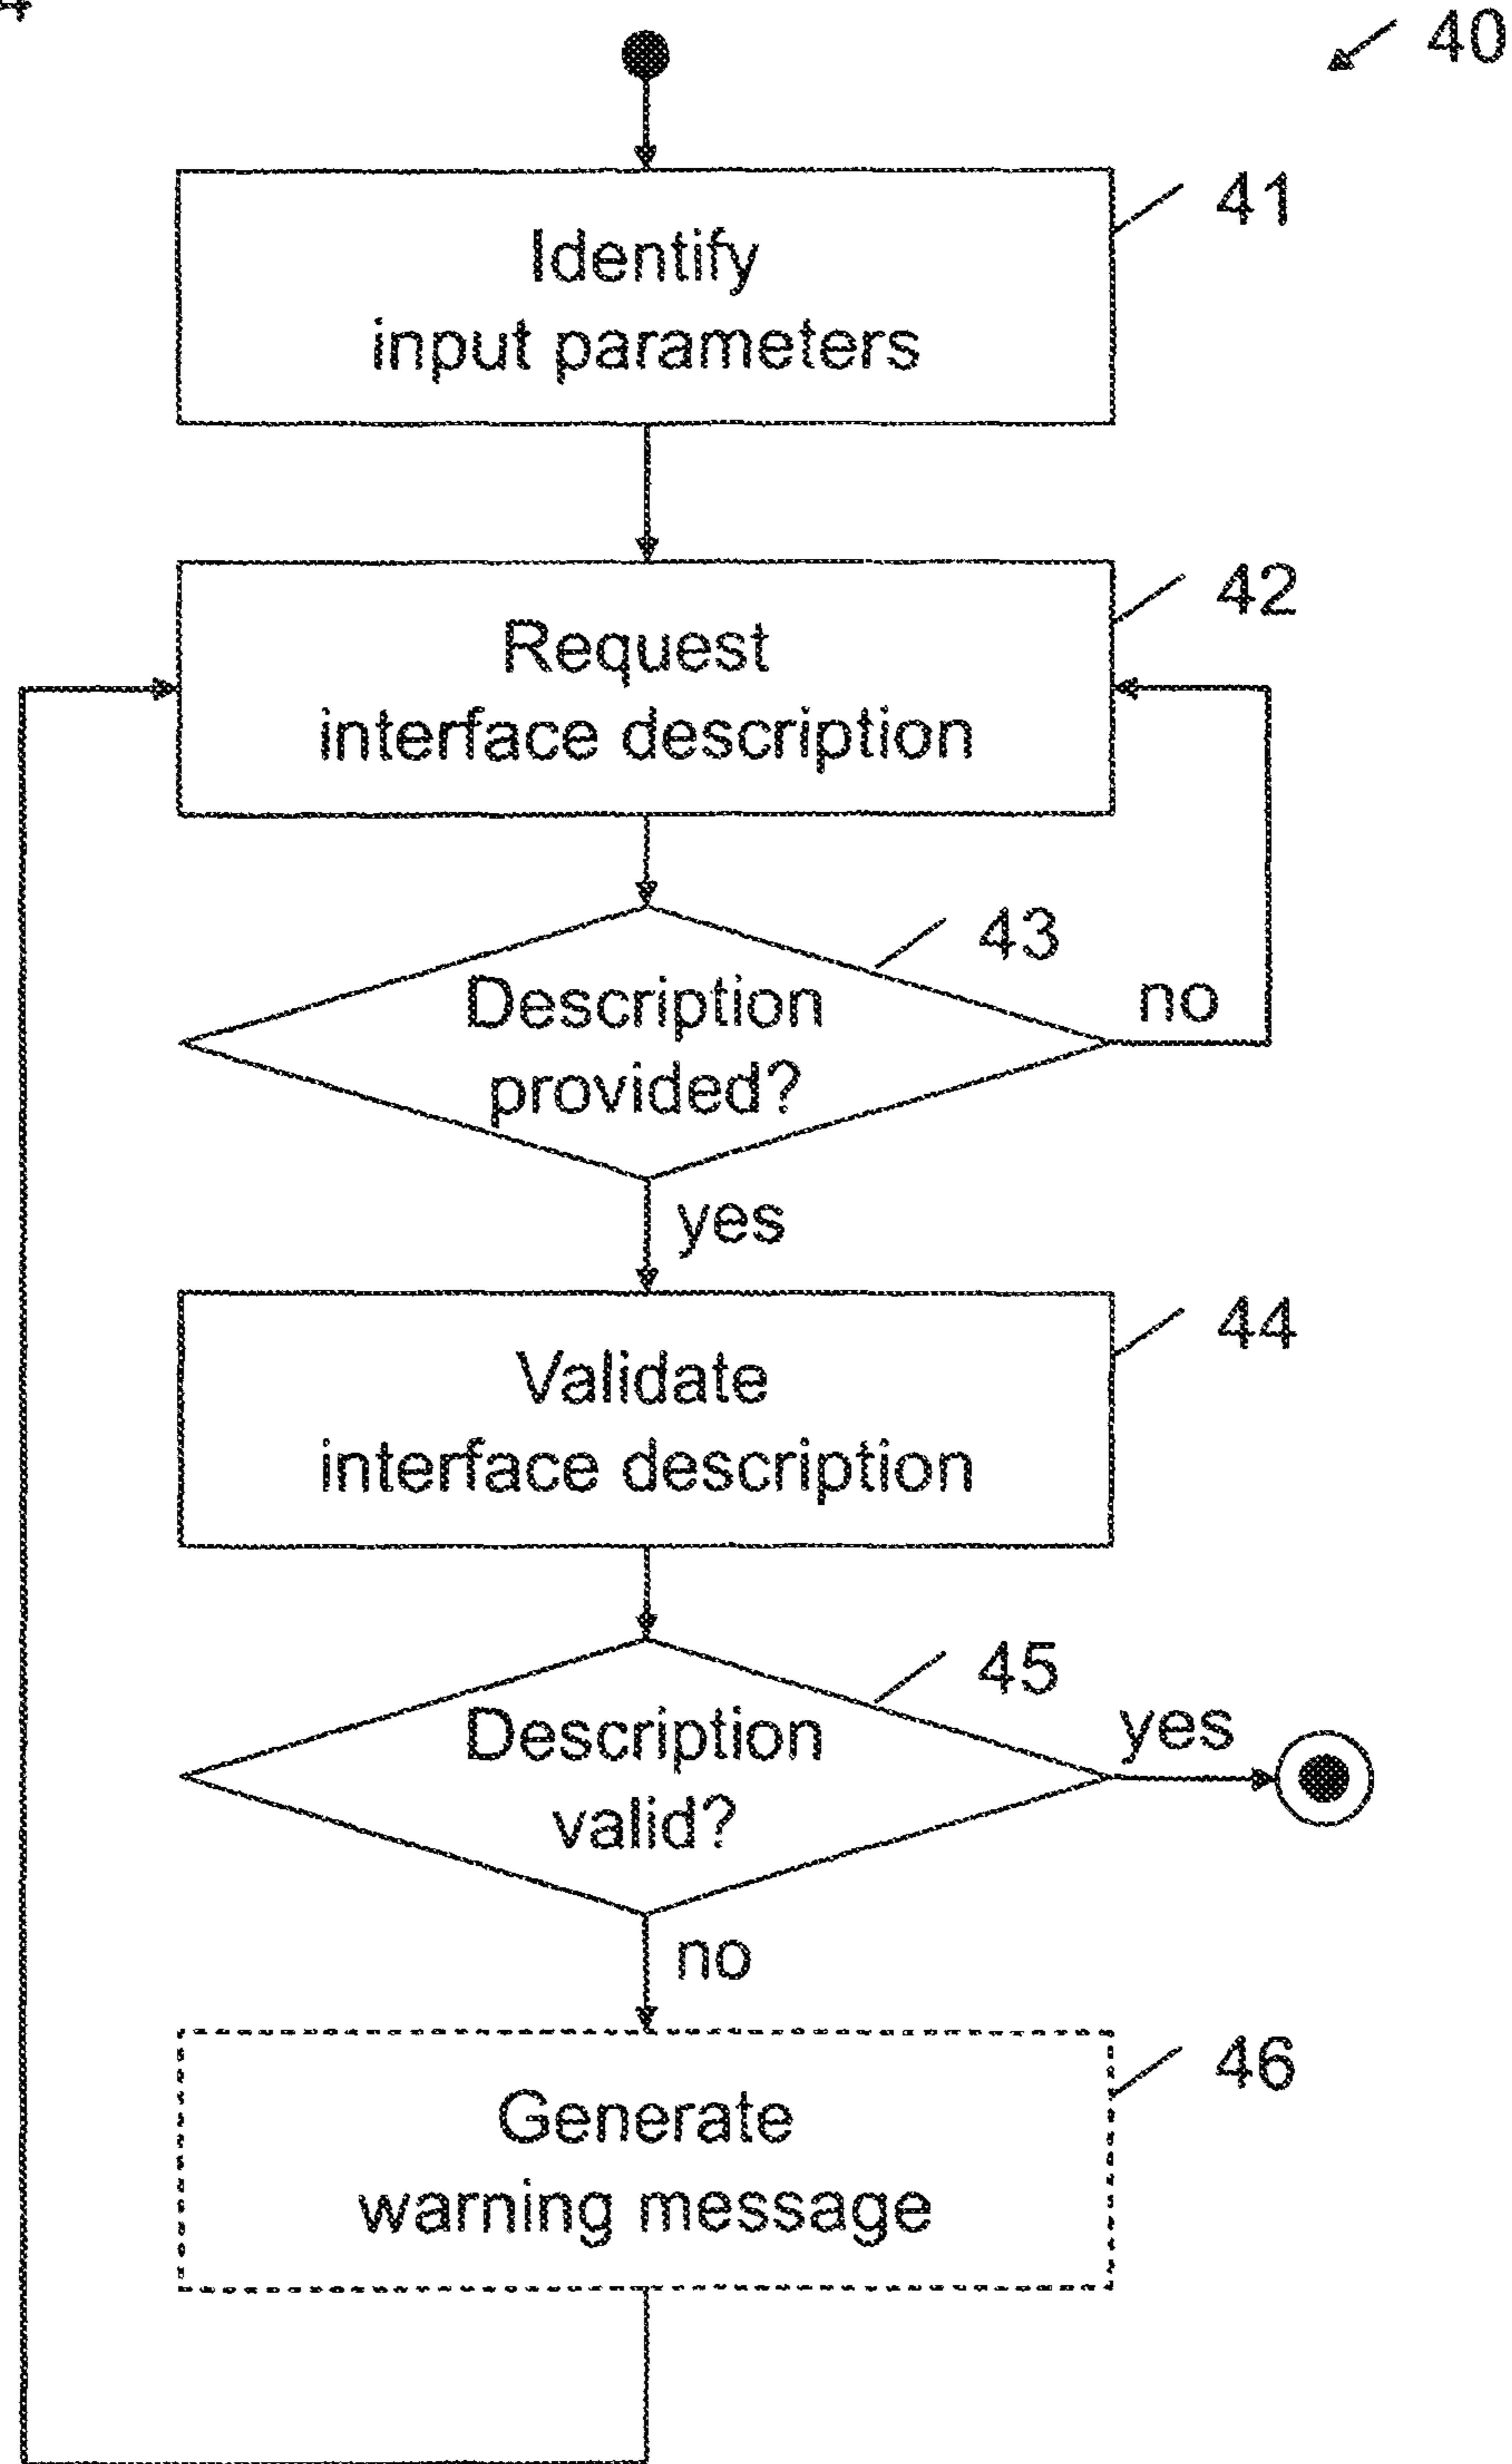 40
41
Identify
input parameters
42
Request
interface description
43
Description
provided?
no
yes
44
Validate
interface description
45
Description
valid?
yes
no
46
Generate
warning message